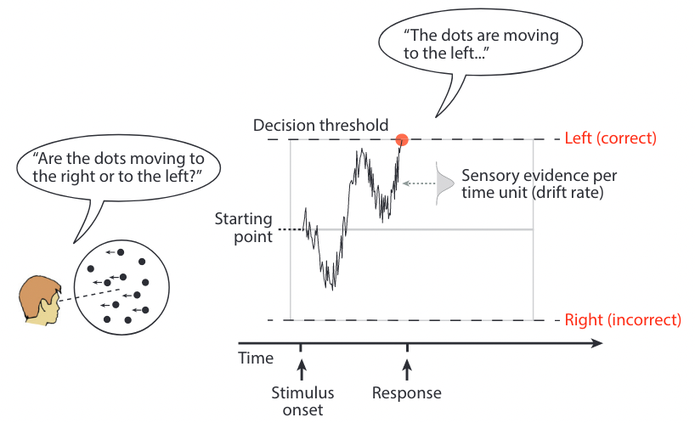 “The dots are moving
to the left...”
Decision threshold
Left (correct)
“Are the dots moving to
the right or to the left?”
Sensory evidence per
time unit (drift rate)
Starting
point
Right (incorrect)
Time
Stimulus
onset
Response